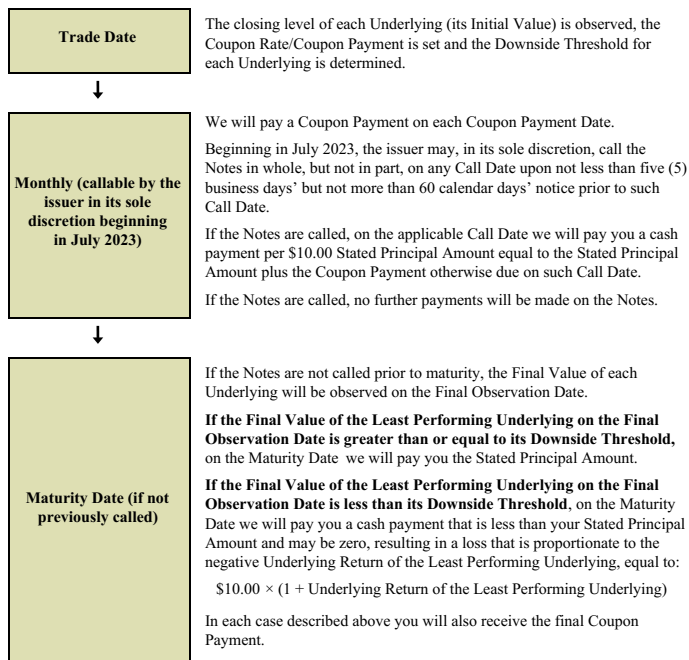 Trade Date
The closing level of each Underlying (its Initial Value) is observed, the
Coupon Rate/Coupon Payment is set and the Downside Threshold for
each Underlying is determined.
Monthly (callable by the
issuer in its sole
discretion beginning
in July 2023)
We will pay a Coupon Payment on each Coupon Payment Date.
Beginning in July 2023, the issuer may, in its sole discretion, call the
Notes in whole, but not in part, on any Call Date upon not less than five (5)
business days’ but not more than 60 calendar days’ notice prior to such
Call Date.
If the Notes are called, on the applicable Call Date we will pay you a cash
payment per $10.00 Stated Principal Amount equal to the Stated Principal
Amount plus the Coupon Payment otherwise due on such Call Date.
If the Notes are called, no further payments will be made on the Notes.
Maturity Date (if not
previously called)
If the Notes are not called prior to maturity, the Final Value of each
Underlying will be observed on the Final Observation Date.
If the Final Value of the Least Performing Underlying on the Final
Observation Date is greater than or equal to its Downside Threshold,
on the Maturity Date we will pay you the Stated Principal Amount.
If the Final Value of the Least Performing Underlying on the Final
Observation Date is less than its Downside Threshold, on the Maturity
Date we will pay you a cash payment that is less than your Stated Principal
Amount and may be zero, resulting in a loss that is proportionate to the
negative Underlying Return of the Least Performing Underlying, equal to:
$10.00 × (1 + Underlying Return of the Least Performing Underlying)
In each case described above you will also receive the final Coupon
Payment.